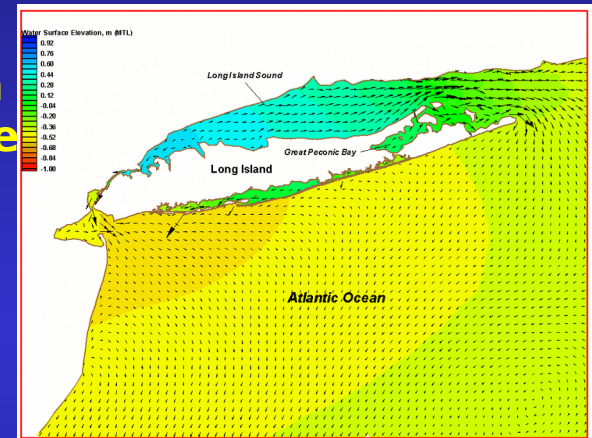 Water Surface Elevation, m (MTL)
0.92
0.76
0.60
0.44
0.28
0.12
-0.04
-0.20
-0.36
-0.52
-0.68
-0.84
-1.00
Long Island Sound
Great Peconic Bay
Long Island
Atlantic Ocean
e